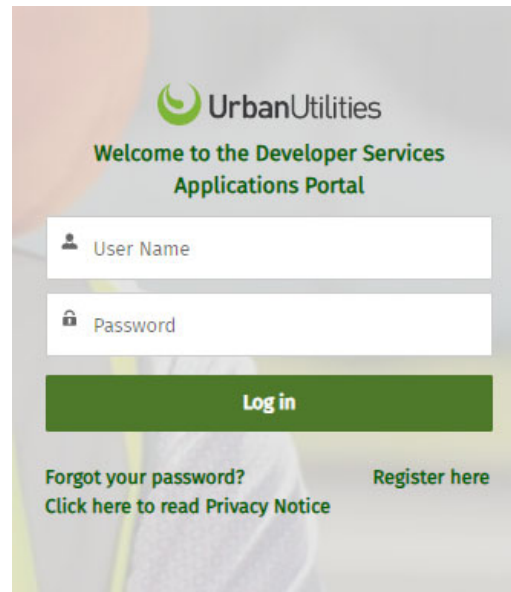 UrbanUtilities
Welcome to the Developer Services
Applications Portal
User Name
Password
Log in
Forgot your password? Register here
Click here to read Privacy Notice